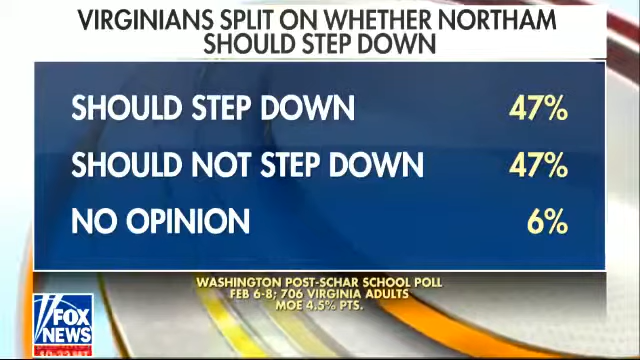 VIRGINIANS SPLIT ON WHETHER NORTHAM
SHOULD STEP DOWN
SHOULD STEP DOWN 47%
SHOULD NOT STEP DOWN 47%
NO OPINION 6%
WASHINGTON POST-SCHAR SCHOOL POLL
FEB 6-8; 706 VIRGINIA ADULTS
MOE 4.5% PTS.
FOX
NEWS